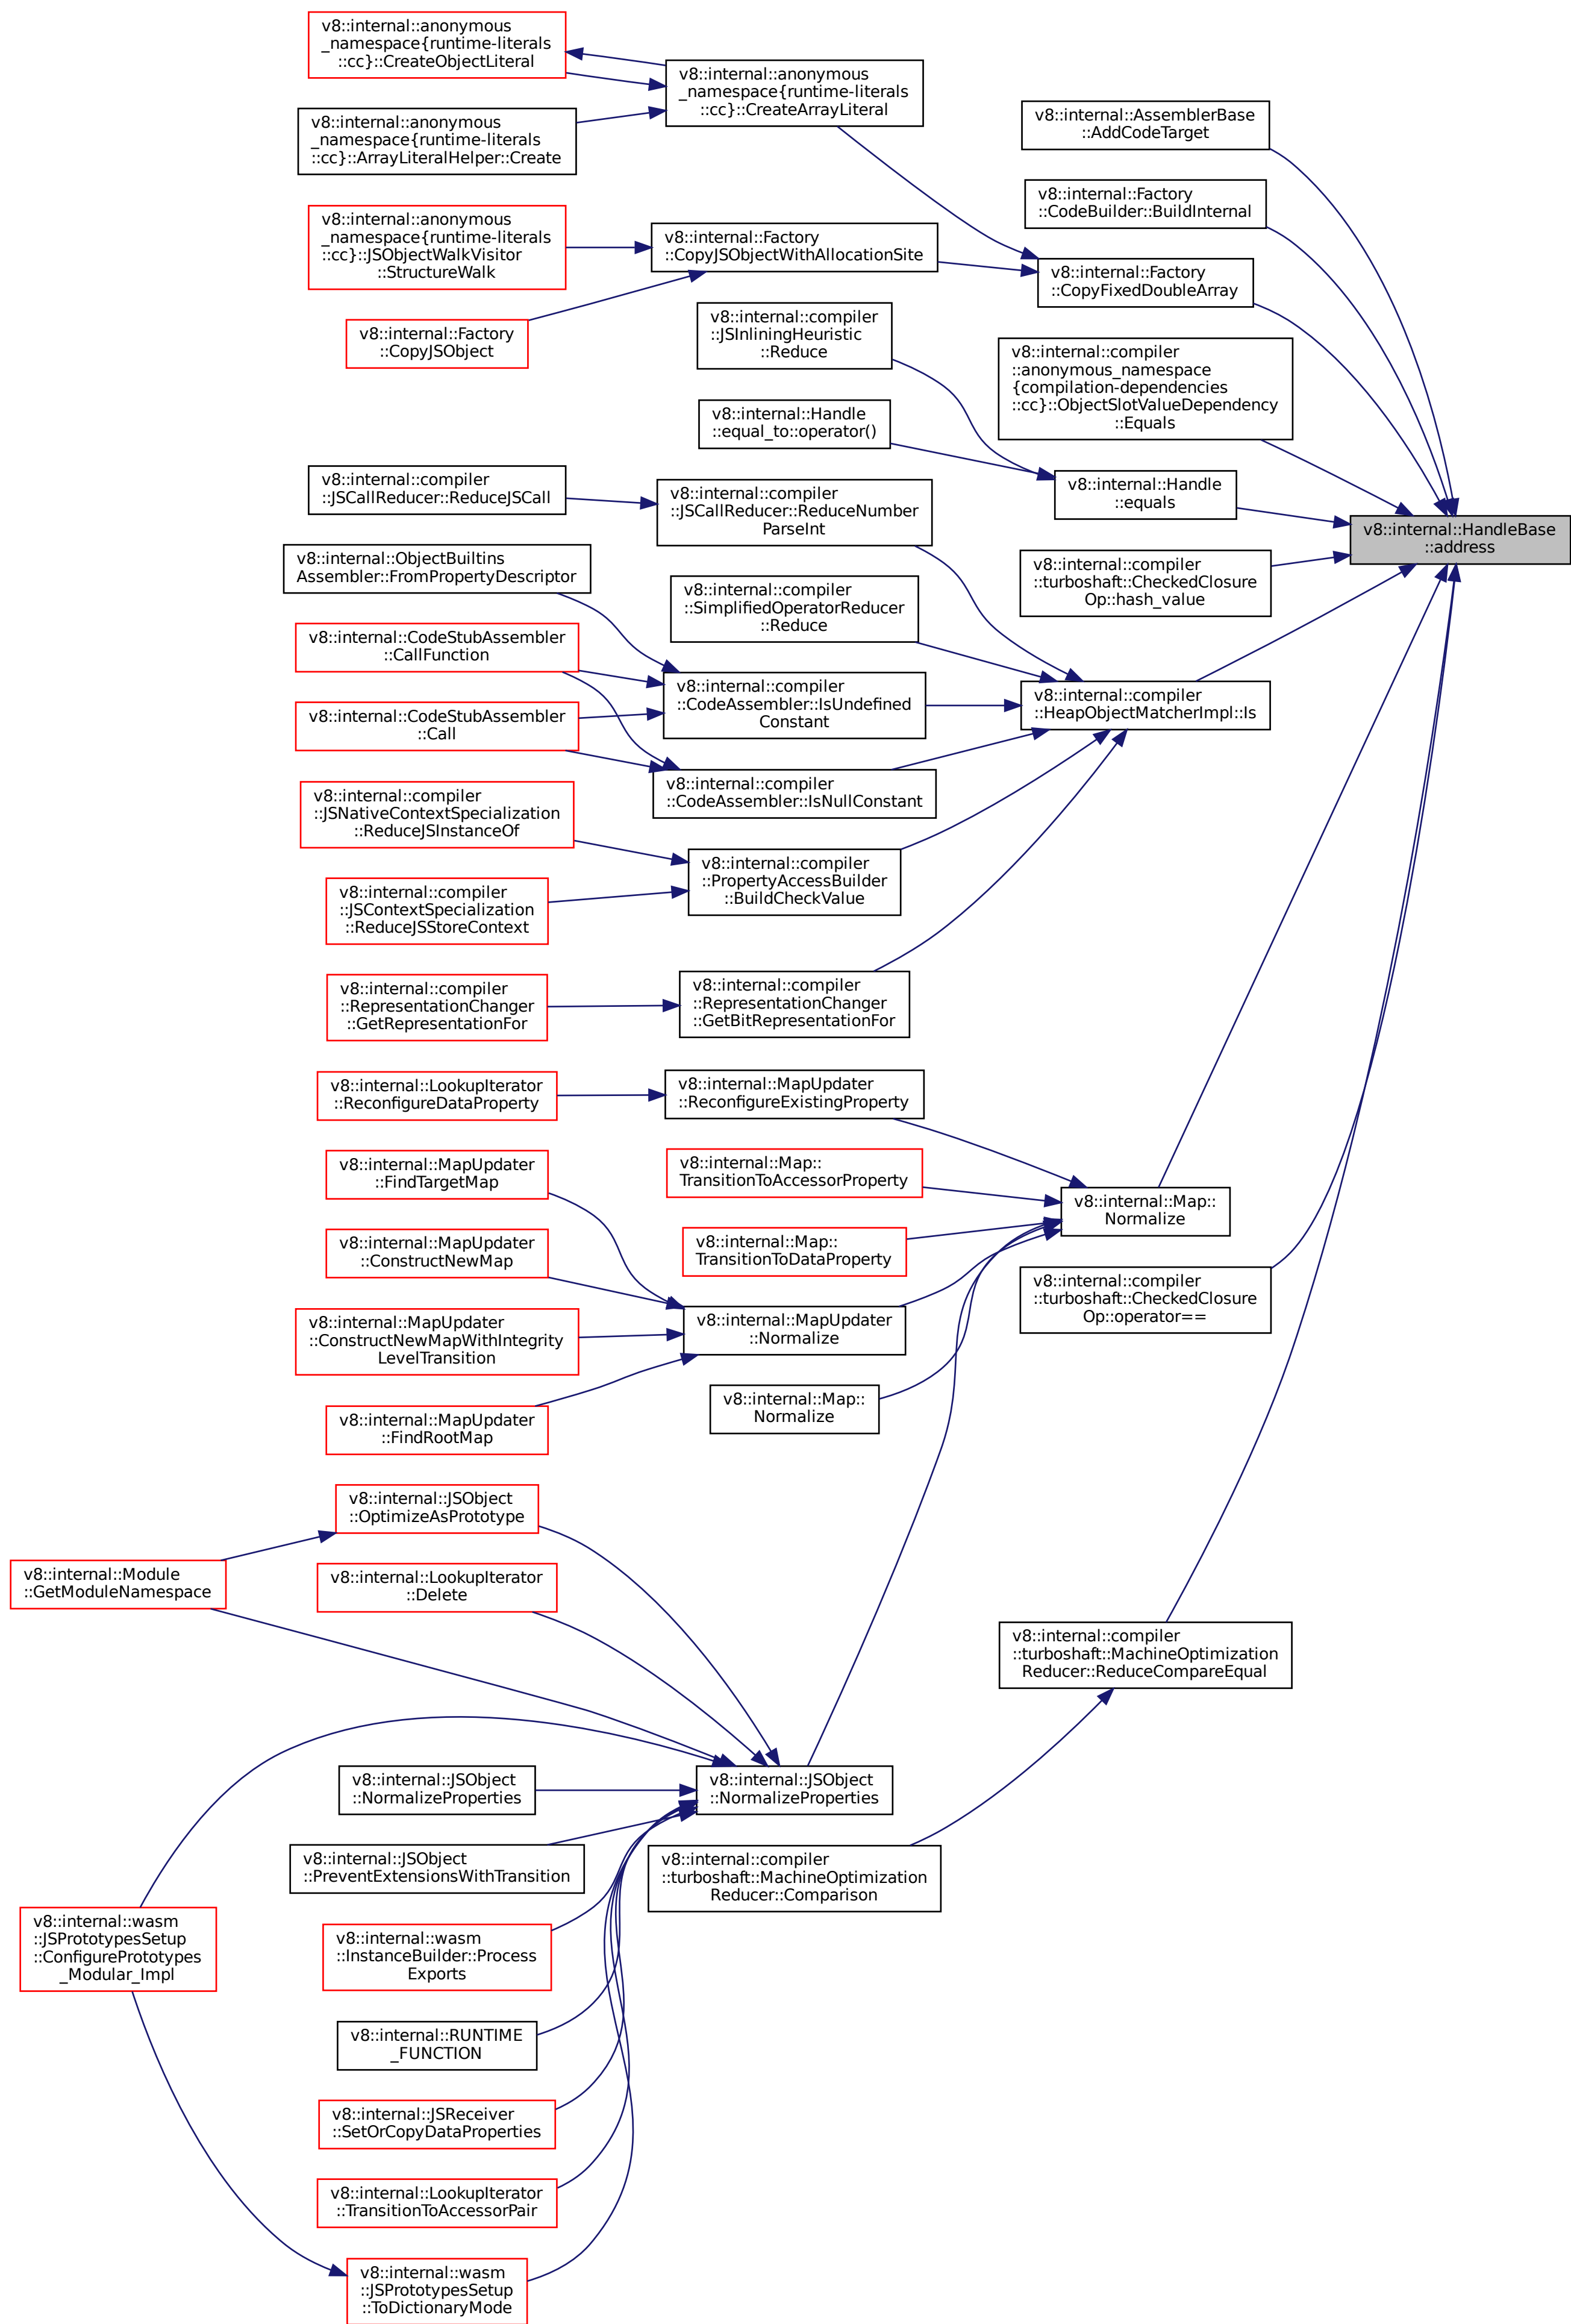 v8::internal::anonymous
_namespace{runtime-literals
::cc}::CreateObjectLiteral
v8::internal::anonymous
_namespace{runtime-literals
::cc}::CreateArrayLiteral
v8::internal::anonymous
_namespace{runtime-literals
::cc}::ArrayLiteralHelper::Create
v8::internal::AssemblerBase
::AddCodeTarget
v8::internal::Factory
::CodeBuilder::BuildInternal
v8::internal::anonymous
_namespace{runtime-literals
::cc}::JSObjectWalkVisitor
::StructureWalk
v8::internal::Factory
::CopyJSObjectWithAllocationSite
v8::internal::Factory
::CopyFixedDoubleArray
v8::internal::Factory
::CopyJSObject
v8::internal::compiler
::JSInliningHeuristic
::Reduce
v8::internal::compiler
::anonymous_namespace
{compilation-dependencies
::cc}::ObjectSlotValueDependency
::Equals
v8::internal::Handle
::equal_to::operator()
v8::internal::Handle
::equals
v8::internal::compiler
::JSCallReducer::ReduceJSCall
v8::internal::compiler
::JSCallReducer::ReduceNumber
ParseInt
v8::internal::HandleBase
::address
v8::internal::ObjectBuiltins
Assembler::FromPropertyDescriptor
v8::internal::compiler
::turboshaft::CheckedClosure
Op::hash_value
v8::internal::compiler
::SimplifiedOperatorReducer
::Reduce
v8::internal::CodeStubAssembler
::CallFunction
v8::internal::compiler
::CodeAssembler::IsUndefined
Constant
v8::internal::compiler
::HeapObjectMatcherImpl::Is
v8::internal::CodeStubAssembler
::Call
v8::internal::compiler
::CodeAssembler::IsNullConstant
v8::internal::compiler
::JSNativeContextSpecialization
::ReduceJSInstanceOf
v8::internal::compiler
::PropertyAccessBuilder
::BuildCheckValue
v8::internal::compiler
::JSContextSpecialization
::ReduceJSStoreContext
v8::internal::compiler
::RepresentationChanger
::GetRepresentationFor
v8::internal::compiler
::RepresentationChanger
::GetBitRepresentationFor
v8::internal::LookupIterator
::ReconfigureDataProperty
v8::internal::MapUpdater
::ReconfigureExistingProperty
v8::internal::MapUpdater
::FindTargetMap
v8::internal::Map::
TransitionToAccessorProperty
v8::internal::Map::
Normalize
v8::internal::MapUpdater
::ConstructNewMap
v8::internal::Map::
TransitionToDataProperty
v8::internal::compiler
::turboshaft::CheckedClosure
Op::operator==
v8::internal::MapUpdater
::ConstructNewMapWithIntegrity
LevelTransition
v8::internal::MapUpdater
::Normalize
v8::internal::Map::
Normalize
v8::internal::MapUpdater
::FindRootMap
v8::internal::JSObject
::OptimizeAsPrototype
v8::internal::Module
::GetModuleNamespace
v8::internal::LookupIterator
::Delete
v8::internal::compiler
::turboshaft::MachineOptimization
Reducer::ReduceCompareEqual
v8::internal::JSObject
::NormalizeProperties
v8::internal::JSObject
::NormalizeProperties
v8::internal::JSObject
::PreventExtensionsWithTransition
v8::internal::compiler
::turboshaft::MachineOptimization
Reducer::Comparison
v8::internal::wasm
::JSPrototypesSetup
::ConfigurePrototypes
_Modular_Impl
v8::internal::wasm
::InstanceBuilder::Process
Exports
v8::internal::RUNTIME
_FUNCTION
v8::internal::JSReceiver
::SetOrCopyDataProperties
v8::internal::LookupIterator
::TransitionToAccessorPair
v8::internal::wasm
::JSPrototypesSetup
::ToDictionaryMode